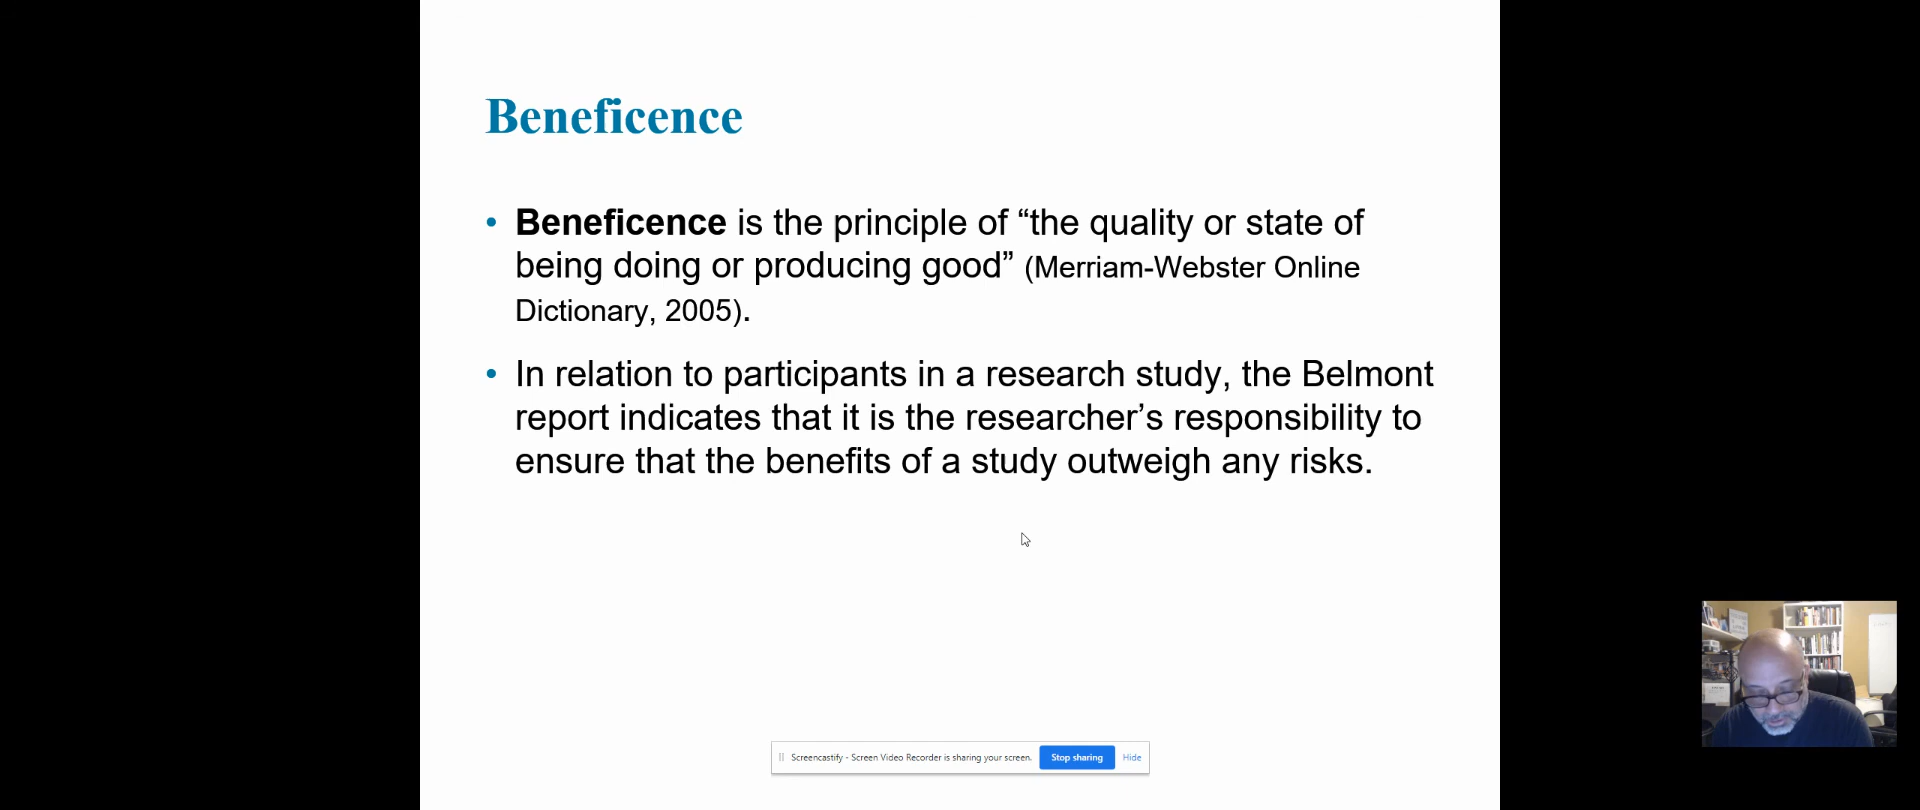 Beneficence
• Beneficence is the principle of “the quality or state of
being doing or producing good” (Merriam-Webster Online
Dictionary, 2005).
• In relation to participants in a research study, the Belmont
report indicates that it is the researcher’s responsibility to
ensure that the benefits of a study outweigh any risks.
Screencastify - Screen Video Recorder is sharing your screen. Stop sharing Hide